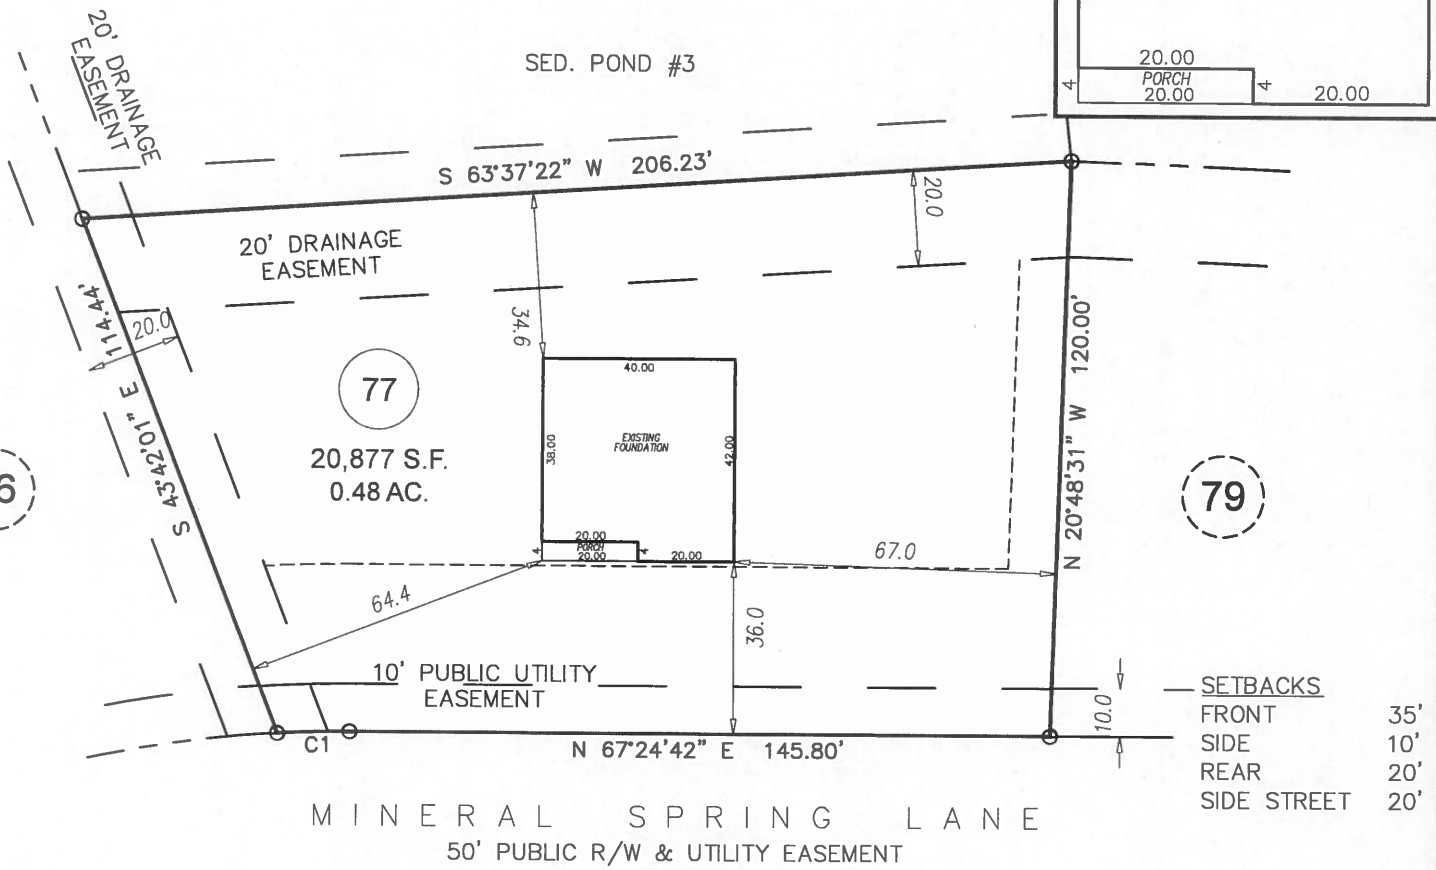 20' DRAINAGE
EASEMENT
SED. POND #3
20.00
PORCH
20.00
4
4
20.00
S 63°37'22" W 206.23'
20.0
20' DRAINAGE
EASEMENT
114.44'
S 43°42'01" E
20.0
34.6
77
20,877 S.F.
0.48 AC.
40.00
EXISTING
FOUNDATION
38.00
42.00
20.00
PORCH
20.00
4
4
20.00
N 20°48'31" W 120.00'
6
79
67.0
64.4
36.0
10' PUBLIC UTILITY
EASEMENT
10.0
C1
N 67°24'42" E 145.80'
SETBACKS
FRONT 35'
SIDE 10'
REAR 20'
SIDE STREET 20'
MINERAL SPRING LANE
50' PUBLIC R/W & UTILITY EASEMENT